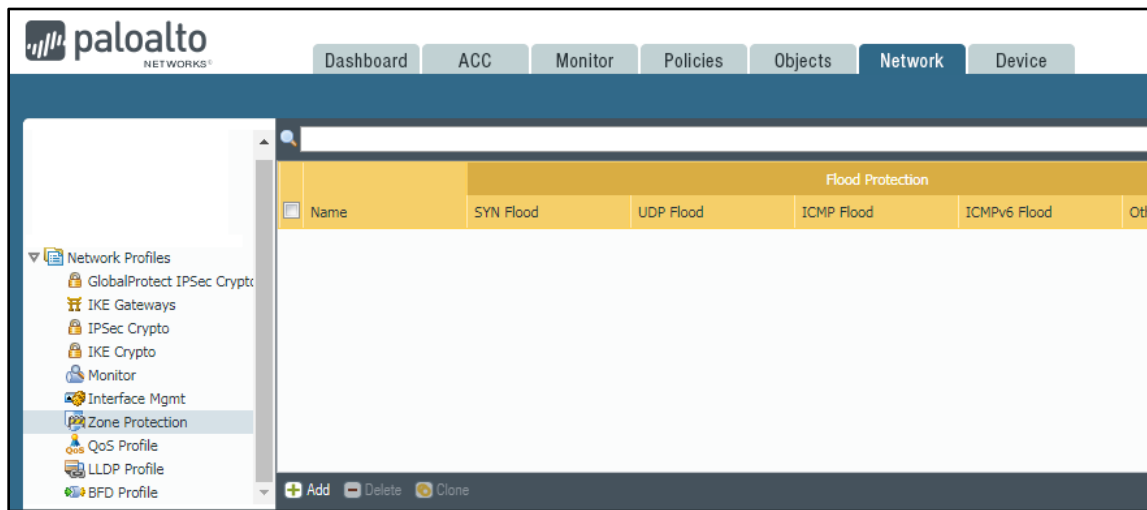 paloalto
NETWORKS®
Dashboard ACC Monitor Policies Objects Network Device
Flood Protection
Name SYN Flood UDP Flood ICMP Flood ICMPv6 Flood Oth
Network Profiles
GlobalProtect IPSec Crypto
IKE Gateways
IPSec Crypto
IKE Crypto
Monitor
Interface Mgmt
Zone Protection
QoS Profile
LLDP Profile
BFD Profile
Add Delete Clone